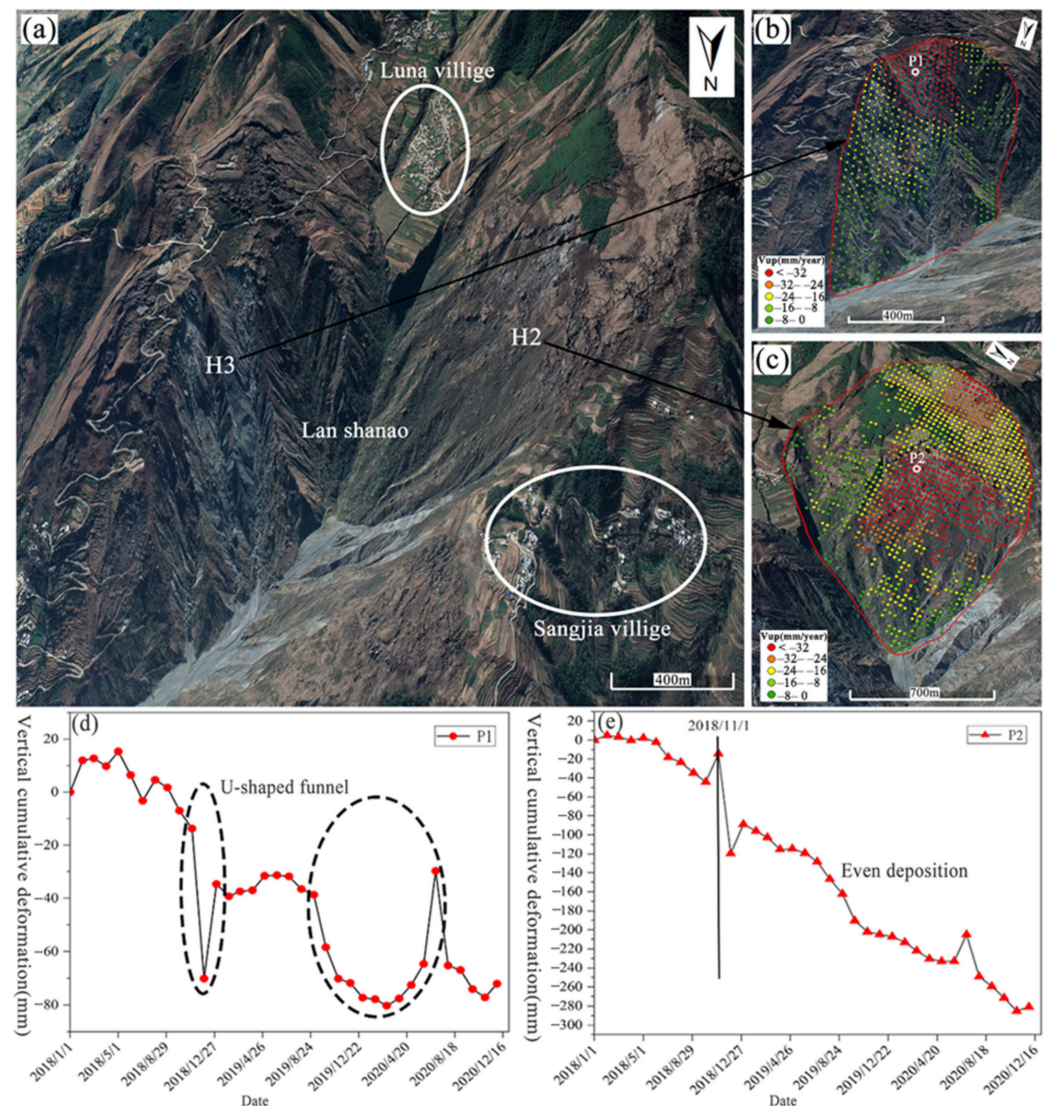 (a)
Luna villige
N
H3
H2
Lan shanao
Sangjia villige
400m
(b)
N
P1
Vup(mm/year)
< −32
−32− −24
−24− −16
−16− −8
−8− 0
400m
(c)
N
P2
Vup(mm/year)
< −32
−32− −24
−24− −16
−16− −8
−8− 0
700m
(d)
P1
U-shaped funnel
Vertical cumulative deformation(mm)
20
0
−20
−40
−60
−80
2018/1/1
2018/5/1
2018/8/29
2018/12/27
2019/4/26
2019/8/24
2019/12/22
2020/4/20
2020/8/18
2020/12/16
Date
(e)
2018/11/1
P2
Even deposition
Vertical cumulative deformation(mm)
20
0
−20
−40
−60
−80
−100
−120
−140
−160
−180
−200
−220
−240
−260
−280
−300
2018/1/1
2018/5/1
2018/8/29
2018/12/27
2019/4/26
2019/8/24
2019/12/22
2020/4/20
2020/8/18
2020/12/16
Date